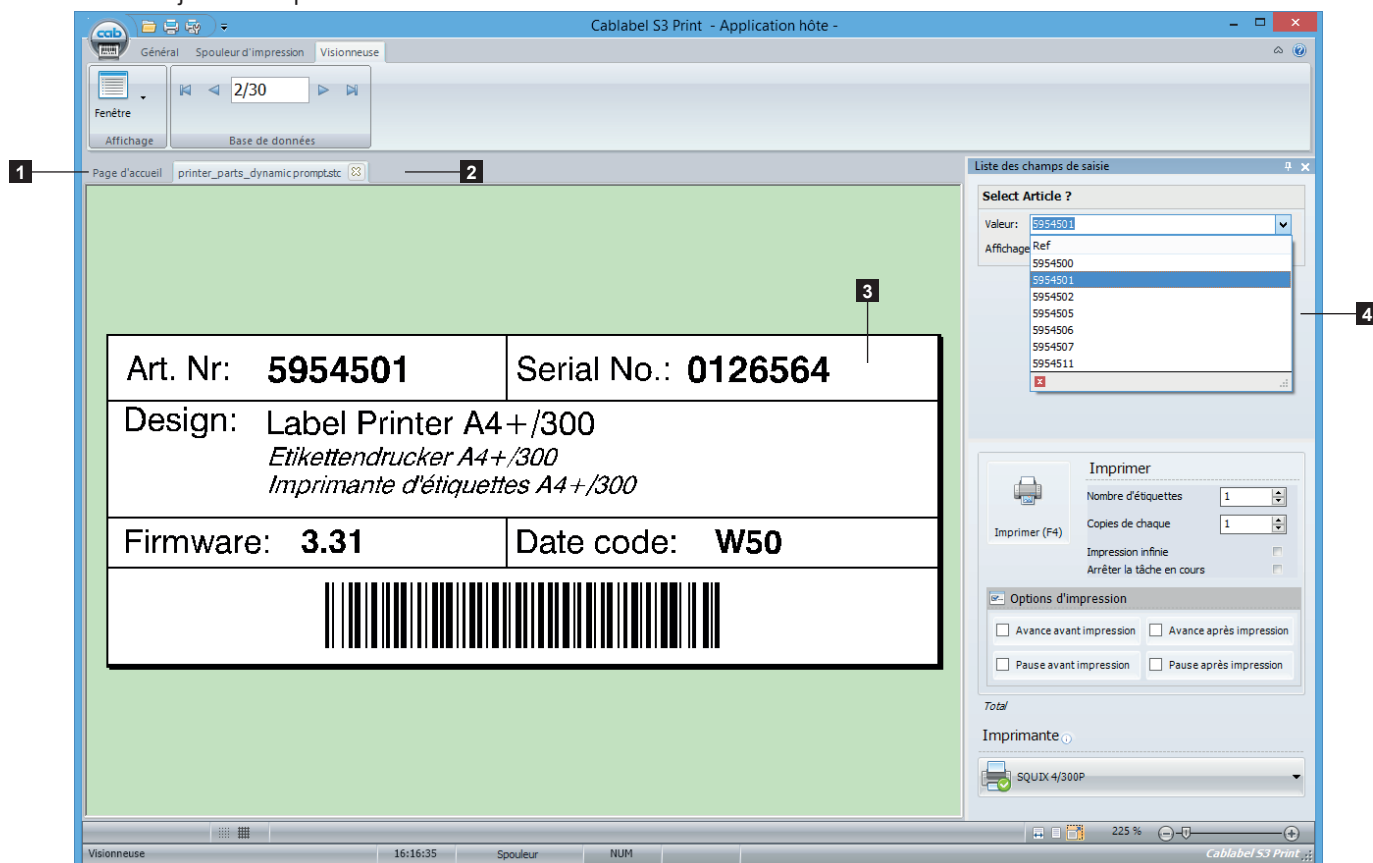 cab
Cablabel S3 Print - Application hôte -
Général Spouleur d'impression Visionneuse
2/30
Fenêtre
Affichage Base de données
1
Page d'accueil printer_parts_dynamic prompt.stc
2
Liste des champs de saisie
Select Article ?
Valeur: 5954501
Affichage
Ref
5954500
5954501
5954502
5954505
5954506
5954507
5954511
3
4
Art. Nr: 5954501 Serial No.: 0126564
Design: Label Printer A4+/300
Etikettendrucker A4+/300
Imprimante d'étiquettes A4+/300
Firmware: 3.31 Date code: W50
Imprimer
Imprimer (F4)
Nombre d'étiquettes 1
Copies de chaque 1
Impression infinie
Arrêter la tâche en cours
Options d'impression
Avance avant impression Avance après impression
Pause avant impression Pause après impression
Total
Imprimante
SQUIX 4/300P
225 %
Visionneuse 16:16:35 Spouleur NUM Cablabel S3 Print